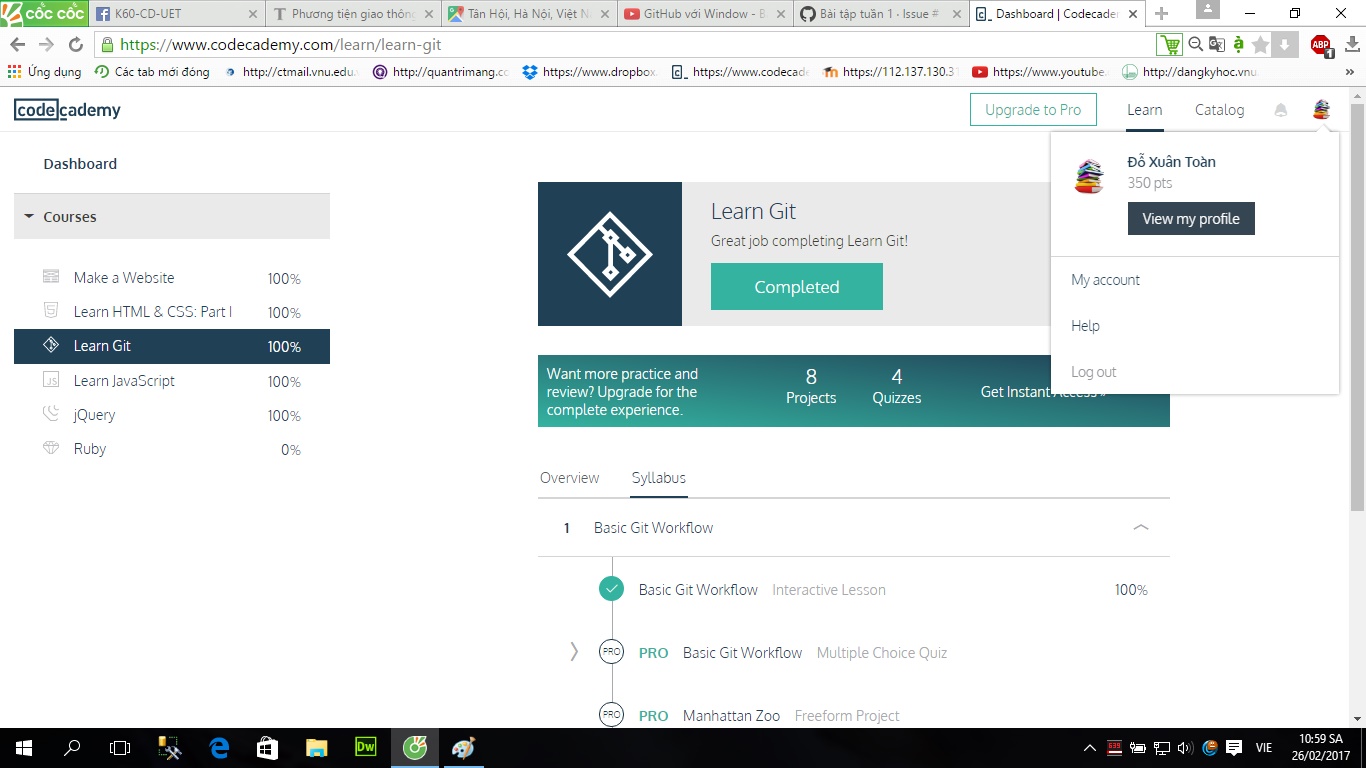 CỐC CỐC
K60-CD-UET
Phương tiện giao thông
Tân Hội, Hà Nội, Việt N
GitHub với Window - B
Bài tập tuần 1 · Issue #
Dashboard | Codecader
https://www.codecademy.com/learn/learn-git
ABP
1
Ứng dụng
Các tab mới đóng
http://ctmail.vnu.edu.
http://quantrimang.co
https://www.dropbox.
https://www.codecade
https://112.137.130.3
https://www.youtube.
http://dangkyhoc.vnu.
»
codecademy
Upgrade to Pro
Learn
Catalog
Dashboard
Courses
Make a Website 100%
Learn HTML & CSS: Part I 100%
Learn Git 100%
JS Learn JavaScript 100%
jQuery 100%
Ruby 0%
Learn Git
Great job completing Learn Git!
Completed
Đỗ Xuân Toàn
350 pts
View my profile
My account
Help
Log out
Want more practice and
review? Upgrade for the
complete experience.
8
Projects
4
Quizzes
Get Instant Access »
Overview Syllabus
1 Basic Git Workflow
Basic Git Workflow Interactive Lesson 100%
PRO PRO Basic Git Workflow Multiple Choice Quiz
PRO PRO Manhattan Zoo Freeform Project
Dw
VIE
10:59 SA
26/02/2017